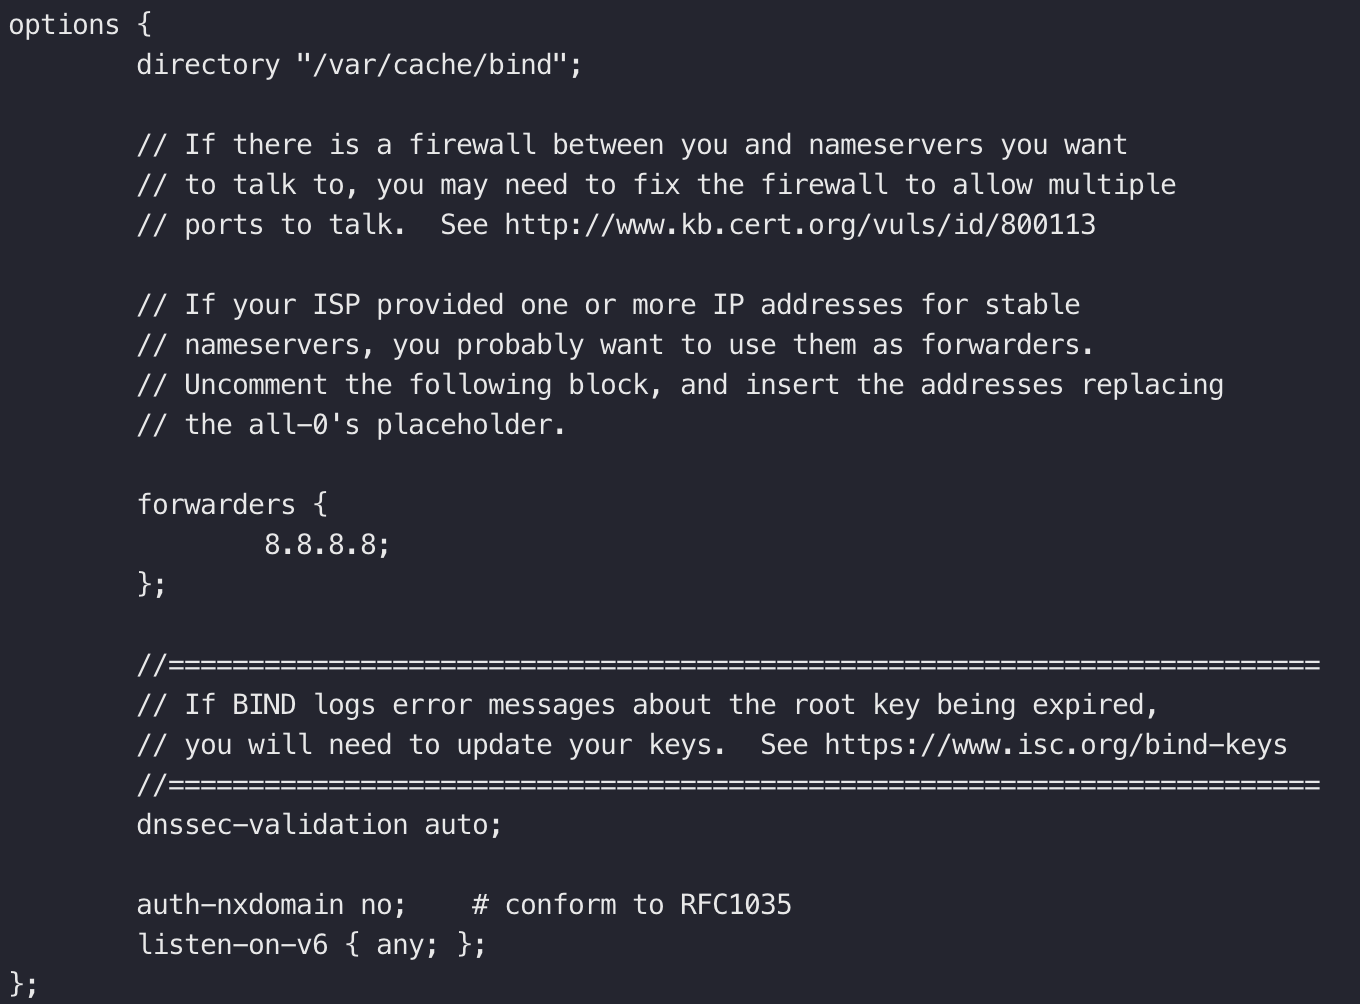 options {
        directory "/var/cache/bind";

        // If there is a firewall between you and nameservers you want
        // to talk to, you may need to fix the firewall to allow multiple
        // ports to talk.  See http://www.kb.cert.org/vuls/id/800113

        // If your ISP provided one or more IP addresses for stable
        // nameservers, you probably want to use them as forwarders.
        // Uncomment the following block, and insert the addresses replacing
        // the all-0's placeholder.

        forwarders {
                8.8.8.8;
        };

        //========================================================================
        // If BIND logs error messages about the root key being expired,
        // you will need to update your keys.  See https://www.isc.org/bind-keys
        //========================================================================
        dnssec-validation auto;

        auth-nxdomain no;    # conform to RFC1035
        listen-on-v6 { any; };
};